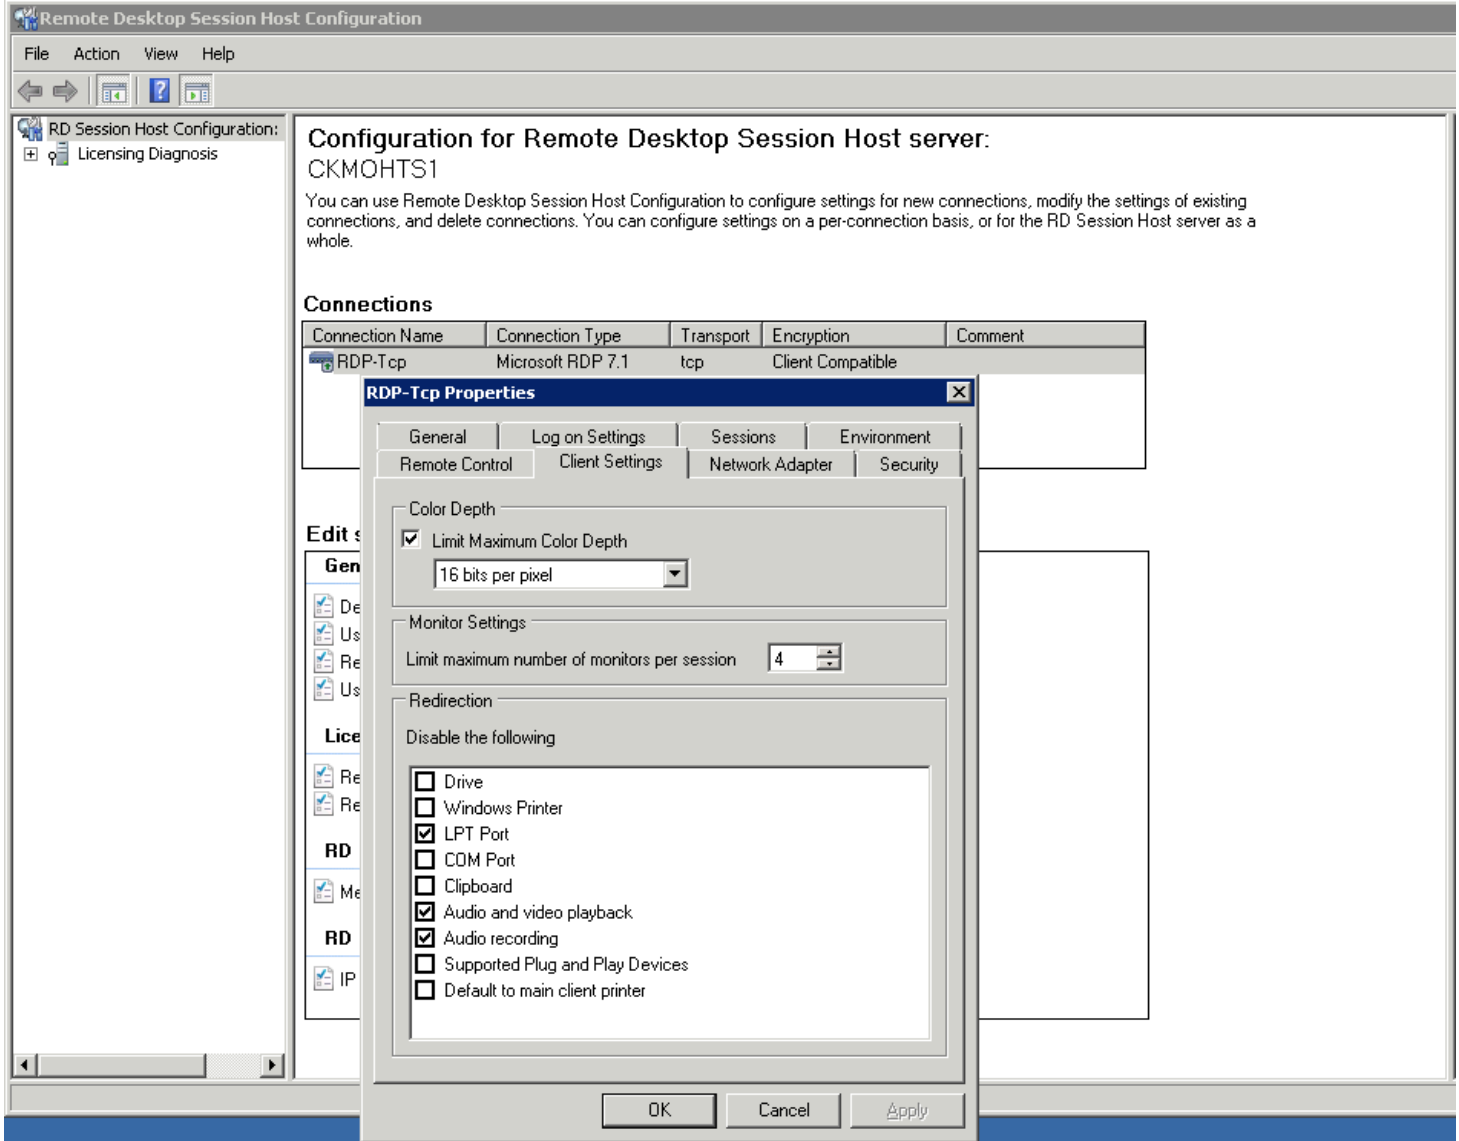 Remote Desktop Session Host Configuration
File Action View Help
RD Session Host Configuration:
Licensing Diagnosis
Configuration for Remote Desktop Session Host server:
CKMOHTS1
You can use Remote Desktop Session Host Configuration to configure settings for new connections, modify the settings of existing
connections, and delete connections. You can configure settings on a per-connection basis, or for the RD Session Host server as a
whole.
Connections
Connection Name Connection Type Transport Encryption Comment
RDP-Tcp Microsoft RDP 7.1 tcp Client Compatible
Edit s
Gen
De
Us
Re
Us
Lice
Re
Re
RD
Me
RD
IP
RDP-Tcp Properties
General Log on Settings Sessions Environment
Remote Control Client Settings Network Adapter Security
Color Depth
Limit Maximum Color Depth
16 bits per pixel
Monitor Settings
Limit maximum number of monitors per session 4
Redirection
Disable the following
Drive
Windows Printer
LPT Port
COM Port
Clipboard
Audio and video playback
Audio recording
Supported Plug and Play Devices
Default to main client printer
OK Cancel Apply